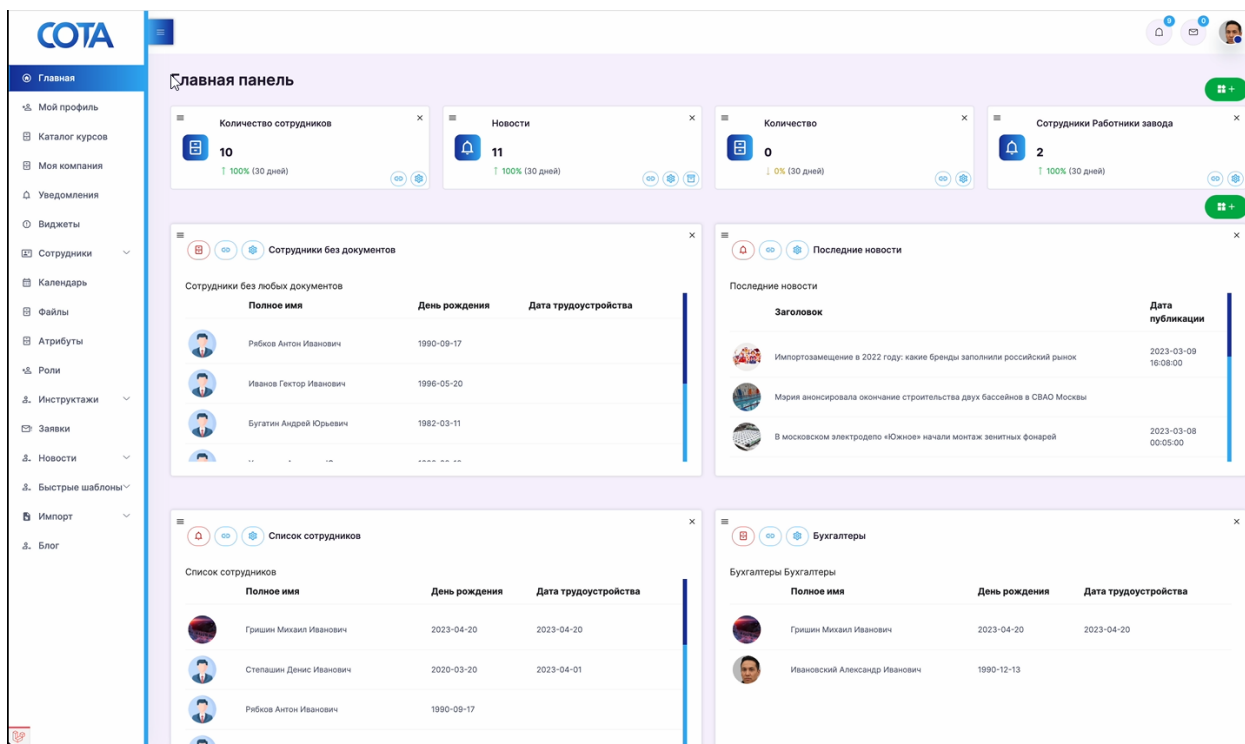 COTA
9
0
Главная
Мой профиль
Каталог курсов
Моя компания
Уведомления
Виджеты
Сотрудники
Календарь
Файлы
Атрибуты
Роли
Инструктажи
Заявки
Новости
Быстрые шаблоны
Импорт
Блог
Главная панель
Количество сотрудников
10
↑ 100% (30 дней)
Новости
11
↑ 100% (30 дней)
Количество
0
↓ 0% (30 дней)
Сотрудники Работники завода
2
↑ 100% (30 дней)
Сотрудники без документов
Сотрудники без любых документов
Полное имя День рождения Дата трудоустройства
Рябков Антон Иванович 1990-09-17
Иванов Гектор Иванович 1996-05-20
Бугатин Андрей Юрьевич 1982-03-11
Последние новости
Последние новости
Заголовок Дата публикации
Импортозамещение в 2022 году: какие бренды заполнили российский рынок 2023-03-09 16:08:00
Мэрия анонсировала окончание строительства двух бассейнов в СВАО Москвы
В московском электродепо «Южное» начали монтаж зенитных фонарей 2023-03-08 00:05:00
Список сотрудников
Список сотрудников
Полное имя День рождения Дата трудоустройства
Гришин Михаил Иванович 2023-04-20 2023-04-20
Степашин Денис Иванович 2020-03-20 2023-04-01
Рябков Антон Иванович 1990-09-17
Бухгалтеры
Бухгалтеры Бухгалтеры
Полное имя День рождения Дата трудоустройства
Гришин Михаил Иванович 2023-04-20 2023-04-20
Ивановский Александр Иванович 1990-12-13